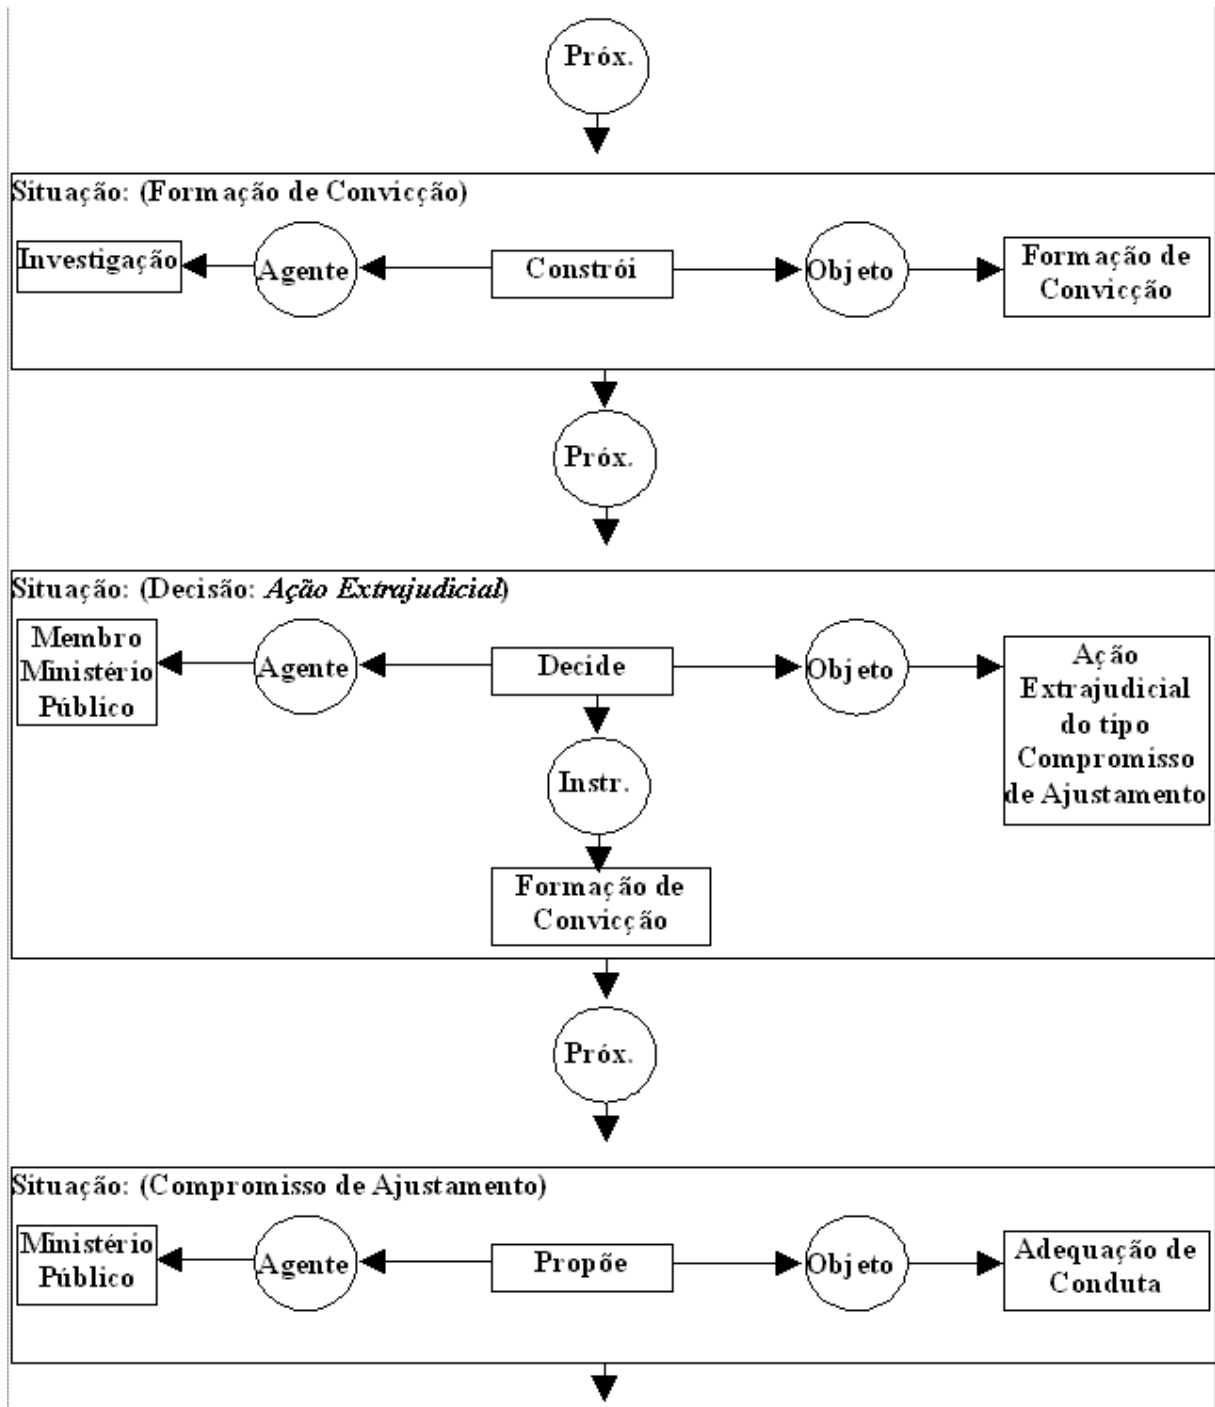 Próx.
Situação: (Formação de Convicção)
Investigação
Agente
Constrói
Objeto
Formação de
Convicção
Próx.
Situação: (Decisão: Ação Extrajudicial)
Membro
Ministério
Público
Agente
Decide
Objeto
Ação
Extrajudicial
do tipo
Compromisso
de Ajustamento
Instr.
Formação de
Convicção
Próx.
Situação: (Compromisso de Ajustamento)
Ministério
Público
Agente
Propõe
Objeto
Adequação de
Conduta